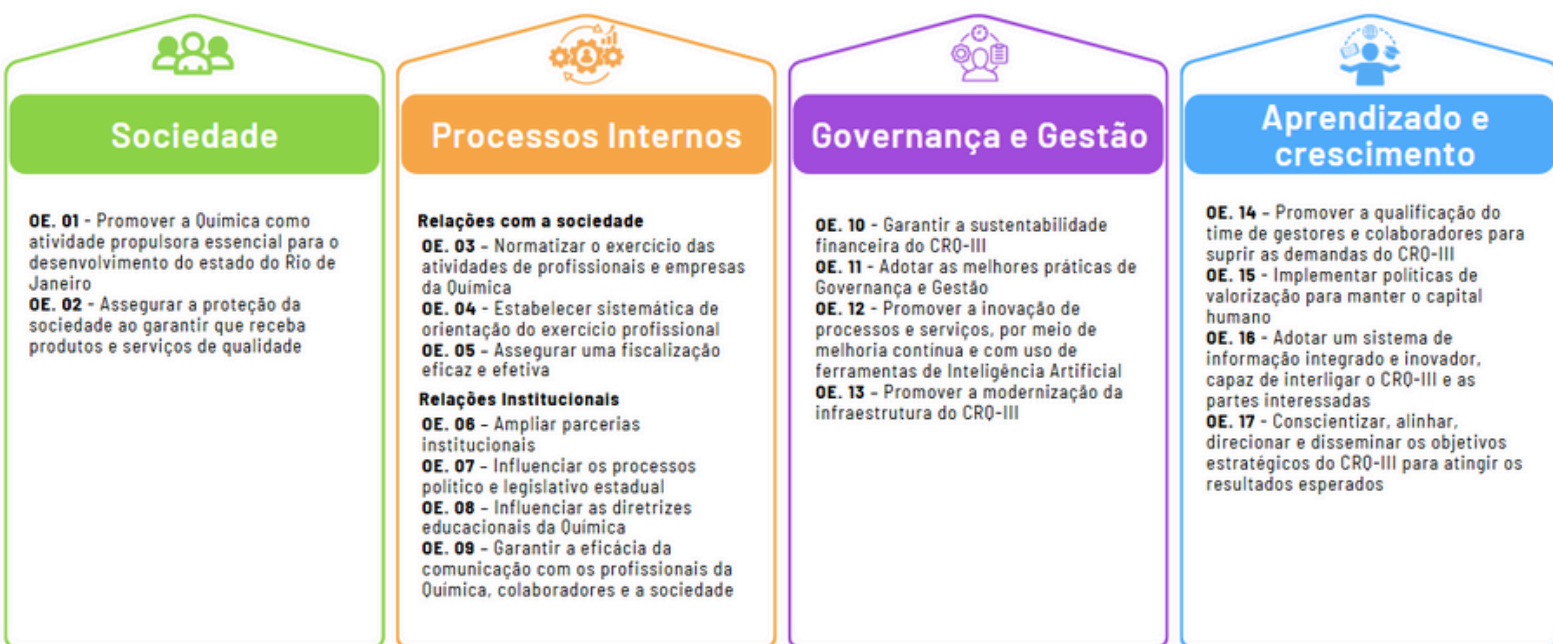 Sociedade
OE. 01 - Promover a Química como
atividade propulsora essencial para o
desenvolvimento do estado do Rio de
Janeiro
OE. 02 - Assegurar a proteção da
sociedade ao garantir que receba
produtos e serviços de qualidade
Processos Internos
Relações com a sociedade
OE. 03 – Normatizar o exercício das
atividades de profissionais e empresas
da Química
OE. 04 - Estabelecer sistemática de
orientação do exercício profissional
OE. 05 – Assegurar uma fiscalização
eficaz e efetiva
Relações Institucionais
OE. 06 – Ampliar parcerias
institucionais
OE. 07 – Influenciar os processos
político e legislativo estadual
OE. 08 – Influenciar as diretrizes
educacionais da Química
OE. 09 – Garantir a eficácia da
comunicação com os profissionais da
Química, colaboradores e a sociedade
Governança e Gestão
OE. 10 - Garantir a sustentabilidade
financeira do CRQ-III
OE. 11 - Adotar as melhores práticas de
Governança e Gestão
OE. 12 - Promover a inovação de
processos e serviços, por meio de
melhoria contínua e com uso de
ferramentas de Inteligência Artificial
OE. 13 – Promover a modernização da
infraestrutura do CRQ-III
Aprendizado e
crescimento
OE. 14 – Promover a qualificação do
time de gestores e colaboradores para
suprir as demandas do CRQ-III
OE. 15 - Implementar políticas de
valorização para manter o capital
humano
OE. 16 - Adotar um sistema de
informação integrado e inovador,
capaz de interligar o CRQ-III e as
partes interessadas
OE. 17 - Conscientizar, alinhar,
direcionar e disseminar os objetivos
estratégicos do CRQ-III para atingir os
resultados esperados